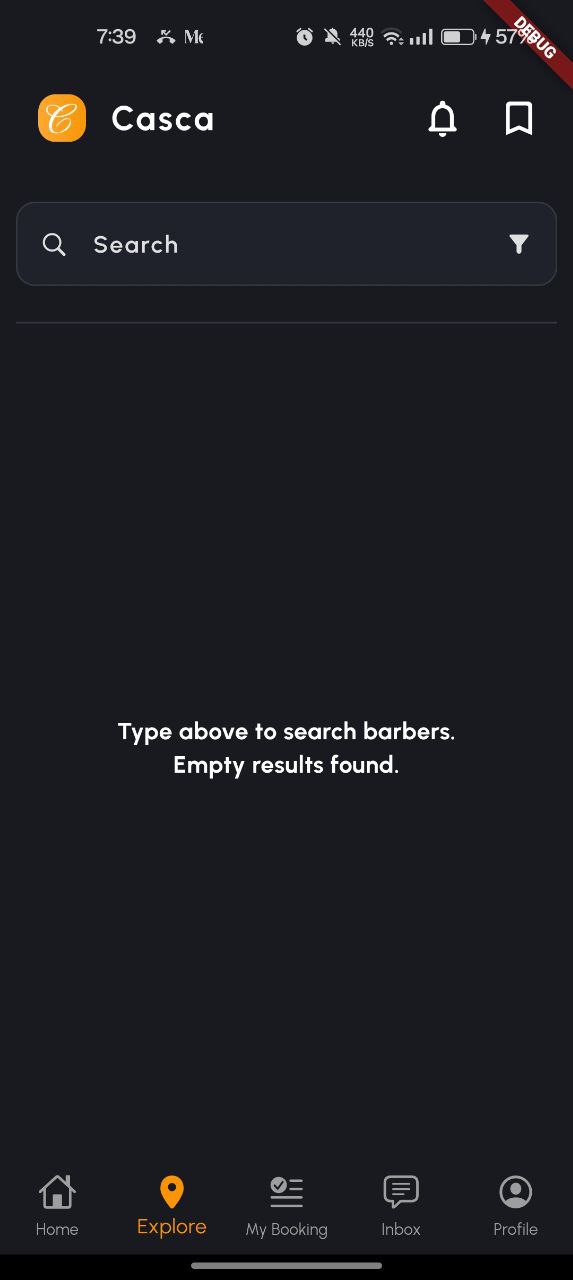 7:39
440
KB/S
57%
DEBUG
Casca
Search
Type above to search barbers.
Empty results found.
Home
Explore
My Booking
Inbox
Profile